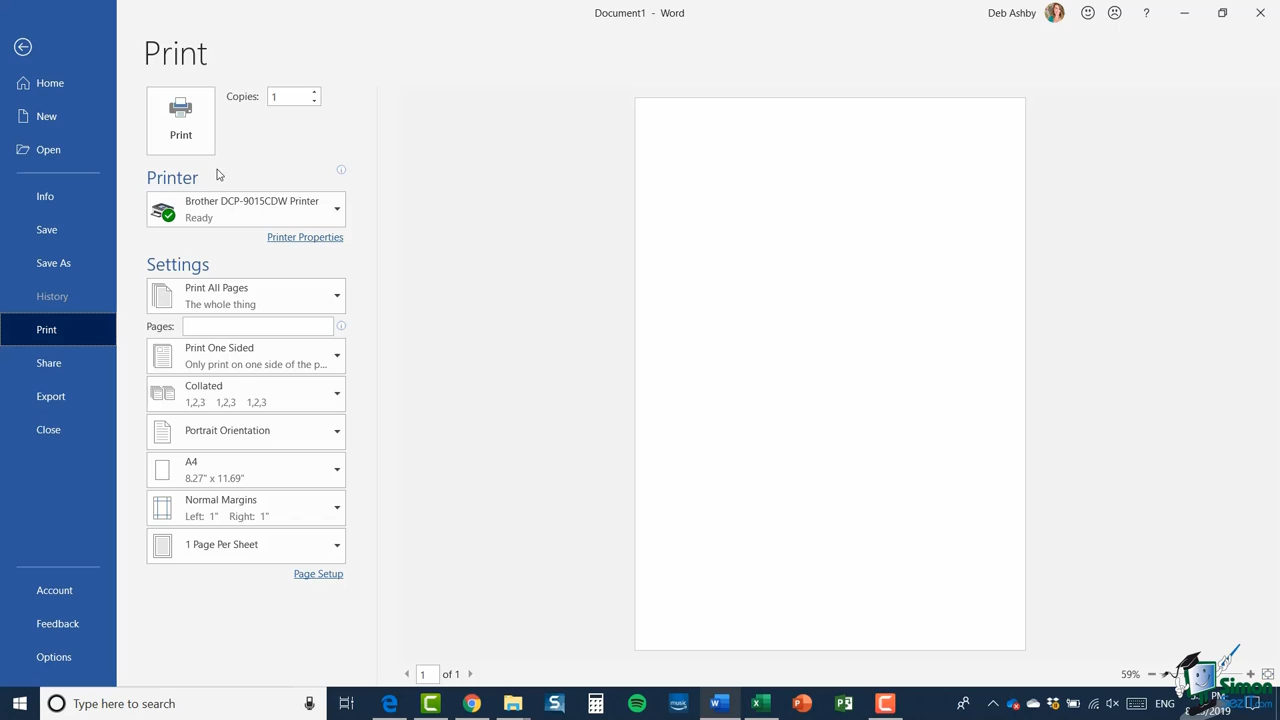 Document1 - Word
Deb Ashby
?
Print
Home
New
Open
Info
Save
Save As
History
Print
Share
Export
Close
Account
Feedback
Options
Print
Copies: 1
Printer
Brother DCP-9015CDW Printer
Ready
Printer Properties
Settings
Print All Pages
The whole thing
Pages:
Print One Sided
Only print on one side of the p...
Collated
1,2,3 1,2,3 1,2,3
Portrait Orientation
A4
8.27" x 11.69"
Normal Margins
Left: 1" Right: 1"
1 Page Per Sheet
Page Setup
1 of 1
59%
Type here to search
music
ENG
Simon